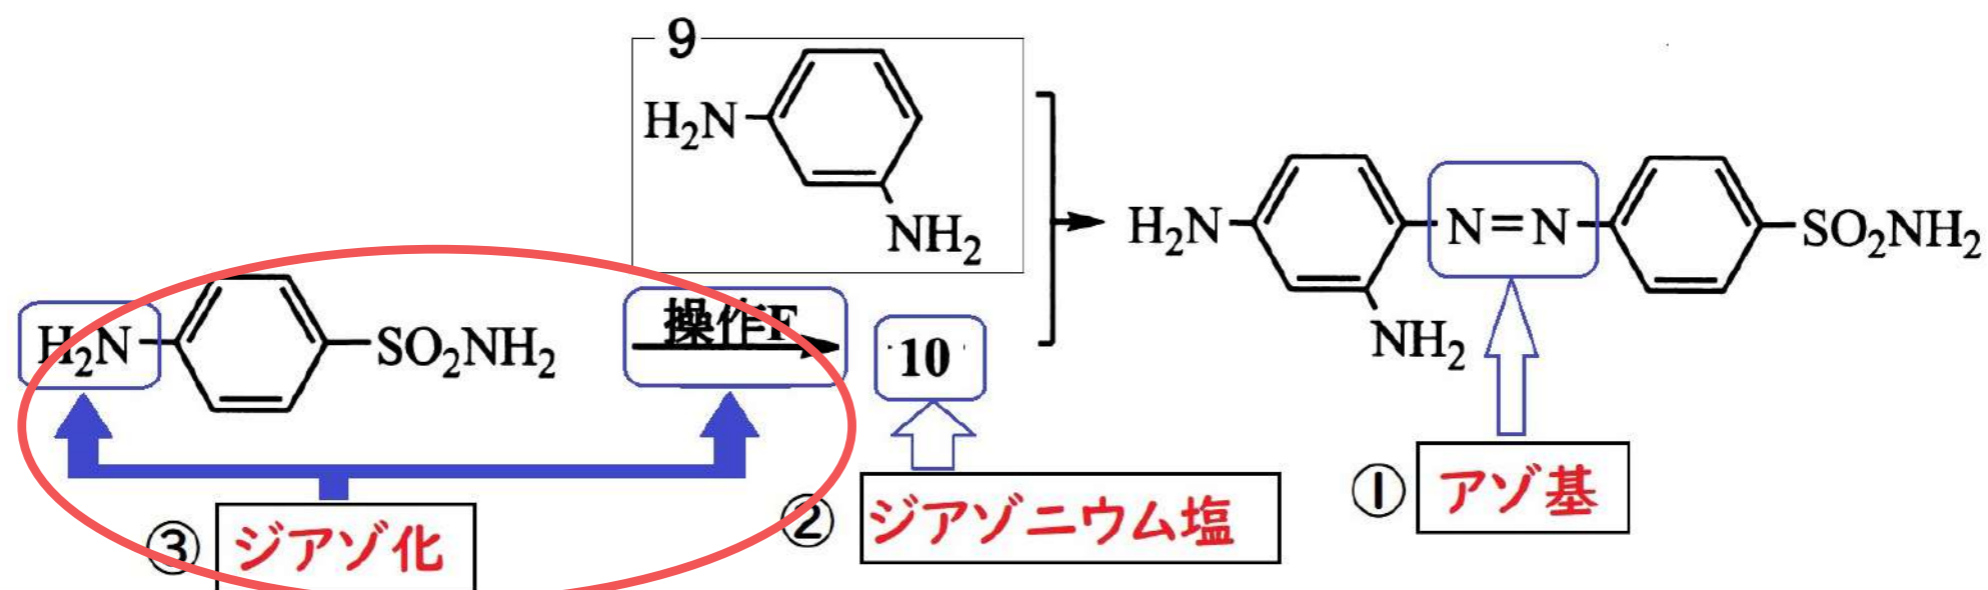 9
H₂N
NH₂
H₂N
N=N
SO₂NH₂
NH₂
H₂N
SO₂NH₂
操作F
10
① アゾ基
② ジアゾニウム塩
③ ジアゾ化